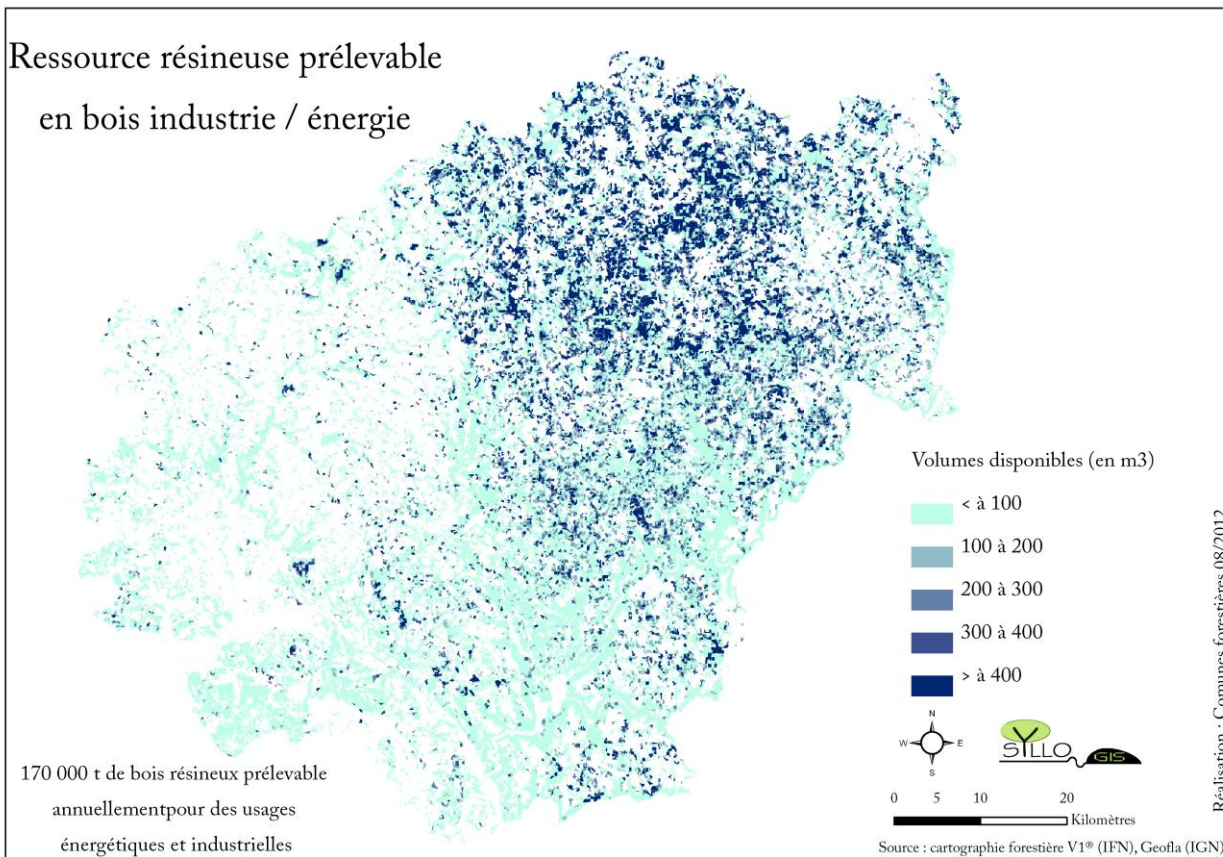 Ressource résineuse prélevable
en bois industrie / énergie
Volumes disponibles (en m3)
< à 100
100 à 200
200 à 300
300 à 400
> à 400
N
W
E
S
SYLLO
GIS
0
5
10
20
Kilomètres
170 000 t de bois résineux prélevable
annuellementpour des usages
énergétiques et industrielles
Source : cartographie forestière V1® (IFN), Geofla (IGN)
Réalisation : Comunes forestières 08/2012